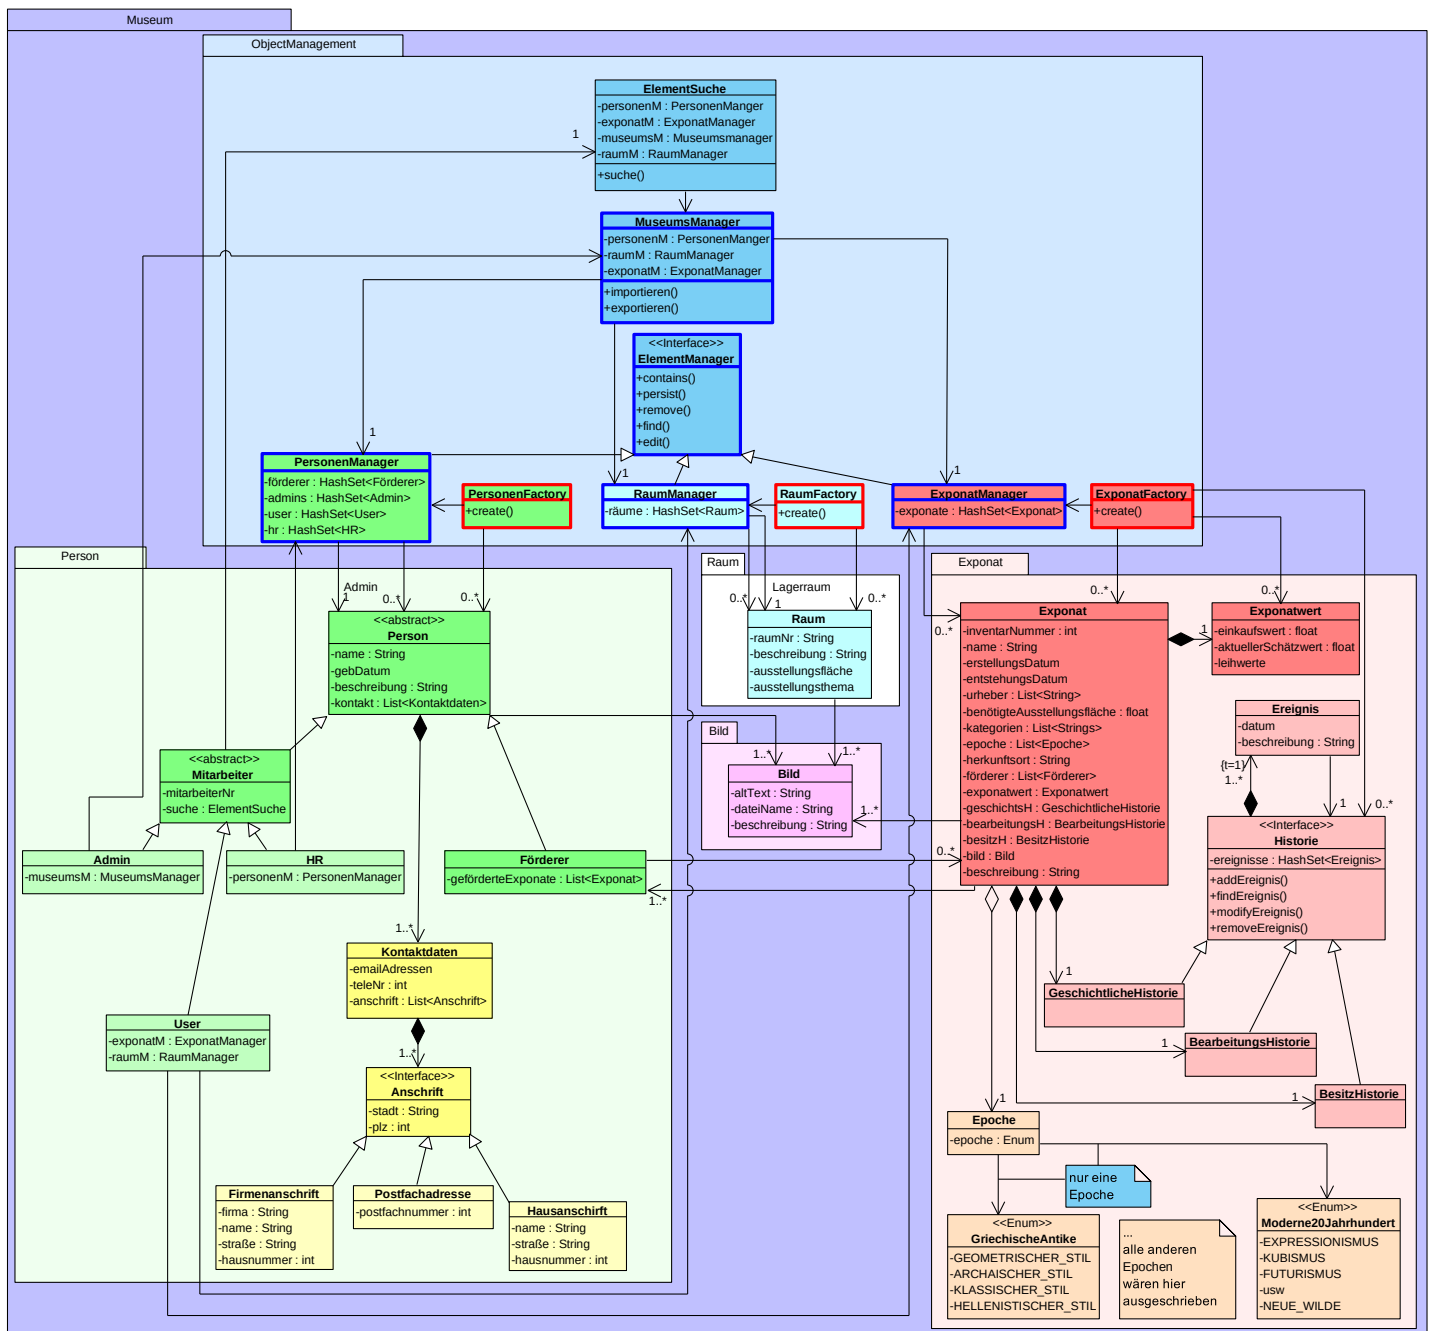 Museum
ObjectManagement
ElementSuche
-personenM : PersonenManger
-exponatM : ExponatManager
-museumsM : Museumsmanager
-raumM : RaumManager
+suche()
1
MuseumsManager
-personenM : PersonenManger
-raumM : RaumManager
-exponatM : ExponatManager
+importieren()
+exportieren()
<<Interface>>
ElementManager
+contains()
+persist()
+remove()
+find()
+edit()
1
1
1
PersonenManager
-förderer : HashSet<Förderer>
-admins : HashSet<Admin>
-user : HashSet<User>
-hr : HashSet<HR>
PersonenFactory
+create()
RaumManager
-räume : HashSet<Raum>
RaumFactory
+create()
ExponatManager
-exponate : HashSet<Exponat>
ExponatFactory
+create()
Person
Admin
1
0..*
0..*
<<abstract>>
Person
-name : String
-gebDatum
-beschreibung : String
-kontakt : List<Kontaktdaten>
<<abstract>>
Mitarbeiter
-mitarbeiterNr
-suche : ElementSuche
Admin
-museumsM : MuseumsManager
HR
-personenM : PersonenManager
Förderer
-geförderteExponate : List<Exponat>
1..*
Kontaktdaten
-emailAdressen
-teleNr : int
-anschrift : List<Anschrift>
User
-exponatM : ExponatManager
-raumM : RaumManager
1..*
<<Interface>>
Anschrift
-stadt : String
-plz : int
Firmenanschrift
-firma : String
-name : String
-straße : String
-hausnummer : int
Postfachadresse
-postfachnummer : int
Hausanschirft
-name : String
-straße : String
-hausnummer : int
Raum
Lagerraum
0..*
1
0..*
Raum
-raumNr : String
-beschreibung : String
-ausstellungsfläche
-ausstellungsthema
Bild
1..*
1..*
Bild
-altText : String
-dateiName : String
-beschreibung : String
1..*
0..*
1..*
Exponat
0..*
0..*
0..*
Exponat
-inventarNummer : int
-name : String
-erstellungsDatum
-entstehungsDatum
-urheber : List<String>
-benötigteAusstellungsfläche : float
-kategorien : List<Strings>
-epoche : List<Epoche>
-herkunftsort : String
-förderer : List<Förderer>
-exponatwert : Exponatwert
-geschichtsH : GeschichtlicheHistorie
-bearbeitungsH : BearbeitungsHistorie
-besitzH : BesitzHistorie
-bild : Bild
-beschreibung : String
1
Exponatwert
-einkaufswert : float
-aktuellerSchätzwert : float
-leihwerte
Ereignis
-datum
-beschreibung : String
{t=1}
1..*
1
0..*
<<Interface>>
Historie
-ereignisse : HashSet<Ereignis>
+addEreignis()
+findEreignis()
+modifyEreignis()
+removeEreignis()
1
GeschichtlicheHistorie
1
BearbeitungsHistorie
1
BesitzHistorie
1
Epoche
-epoche : Enum
nur eine
Epoche
<<Enum>>
GriechischeAntike
-GEOMETRISCHER_STIL
-ARCHAISCHER_STIL
-KLASSISCHER_STIL
-HELLENISTISCHER_STIL
...
alle anderen
Epochen
wären hier
ausgeschrieben
<<Enum>>
Moderne20Jahrhundert
-EXPRESSIONISMUS
-KUBISMUS
-FUTURISMUS
-usw
-NEUE_WILDE